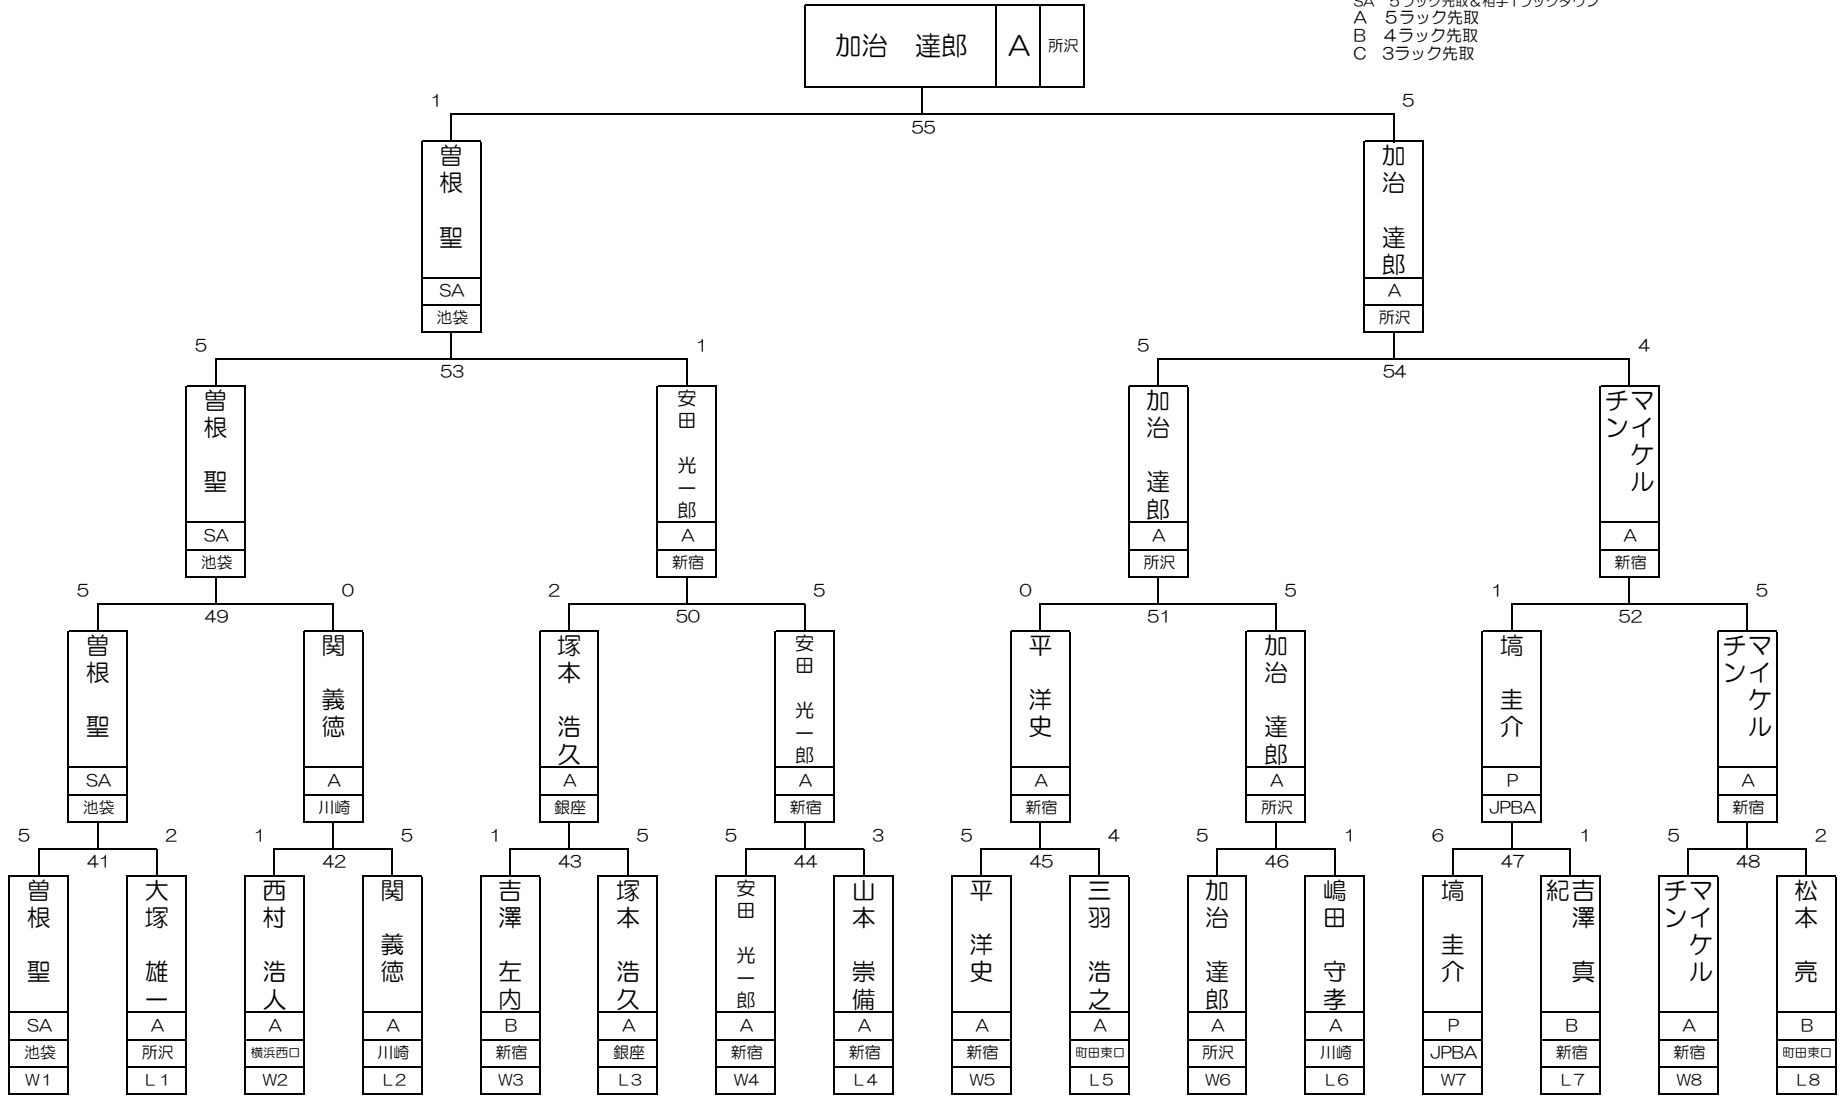 SA 5ラック先取&相手1ラックダウン
A 5ラック先取
B 4ラック先取
C 3ラック先取
加治 達郎 A 所沢
1 5
55
曽根 聖 加治 達郎
SA A
池袋 所沢
5 1 5 4
53 54
曽根 聖 安田 光一郎 加治 達郎 マイケル チン
SA A A A
池袋 新宿 所沢 新宿
5 0 2 5 0 5 1 5
49 50 51 52
曽根 聖 関 義徳 塚本 浩久 安田 光一郎 平 洋史 加治 達郎 塙 圭介 マイケル チン
SA A A A A A P A
池袋 川崎 銀座 新宿 新宿 所沢 JPBA 新宿
5 2 1 5 1 5 5 3 5 4 5 1 6 1 5 2
41 42 43 44 45 46 47 48
曽根 聖 大塚 雄一 西村 浩人 関 義徳 吉澤 左内 塚本 浩久 安田 光一郎 山本 崇備 平 洋史 三羽 浩之 加治 達郎 嶋田 守孝 塙 圭介 吉澤 真紀 マイケル チン 松本 亮
SA A A A B A A A A A A A P B A B
池袋 所沢 横浜西口 川崎 新宿 銀座 新宿 新宿 新宿 町田東口 所沢 川崎 JPBA 新宿 新宿 町田東口
W1 L1 W2 L2 W3 L3 W4 L4 W5 L5 W6 L6 W7 L7 W8 L8